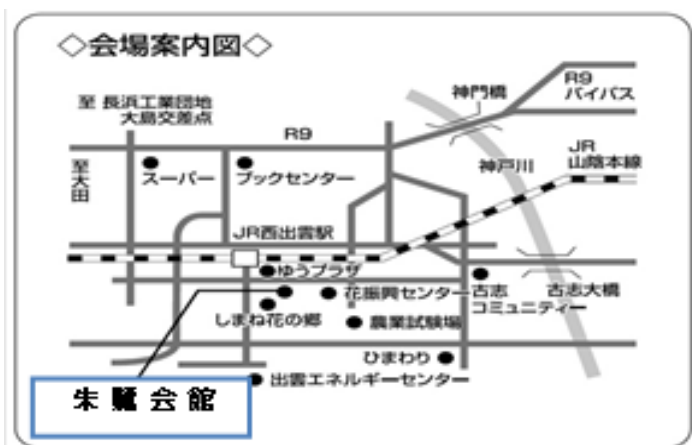 ◇会場案内図◇
至 長浜工業団地
大島交差点
神門橋
R9
バイパス
R9
JR
山陰本線
至大田
スーパー
ブックセンター
神戸川
JR西出雲駅
ゆうプラザ
花振興センター
古志
コミュニティー
古志大橋
しまね花の郷
農業試験場
ひまわり
出雲エネルギーセンター
朱鷺会館